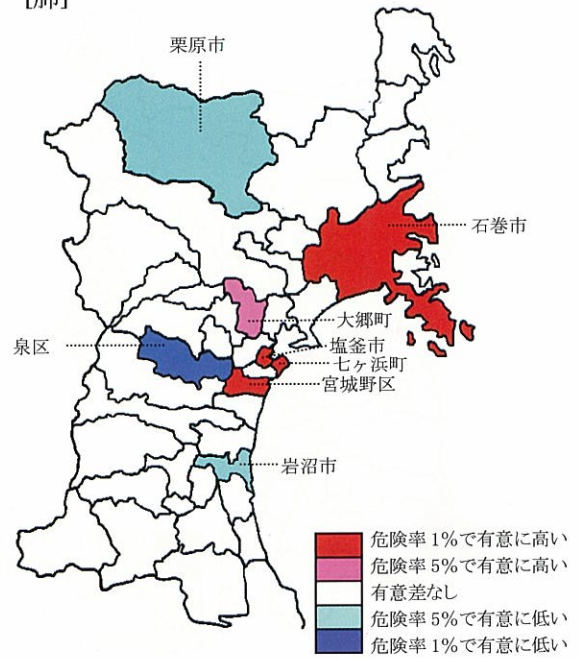 [肺]
栗原市
石巻市
大郷町
泉区
塩釜市
七ヶ浜町
宮城野区
岩沼市
危険率1%で有意に高い
危険率5%で有意に高い
有意差なし
危険率5%で有意に低い
危険率1%で有意に低い